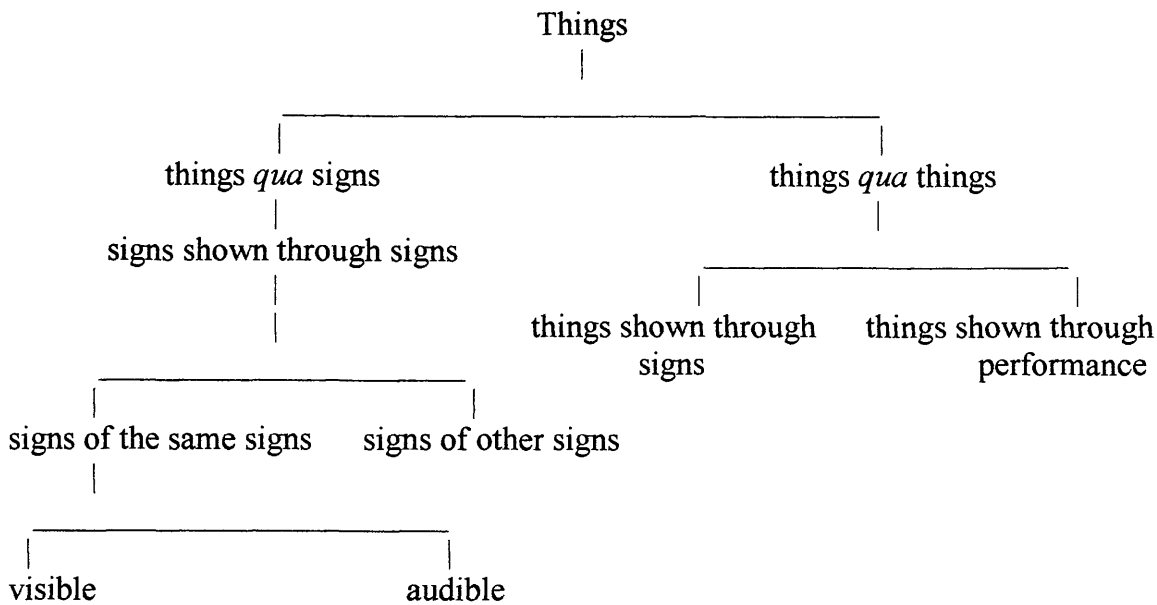 Things
things qua signs
things qua things
signs shown through signs
things shown through
signs
things shown through
performance
signs of the same signs
signs of other signs
visible
audible